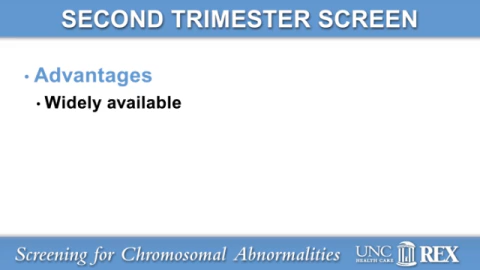 SECOND TRIMESTER SCREEN
• Advantages
• Widely available
Screening for Chromosomal Abnormalities
UNC
HEALTH CARE
REX